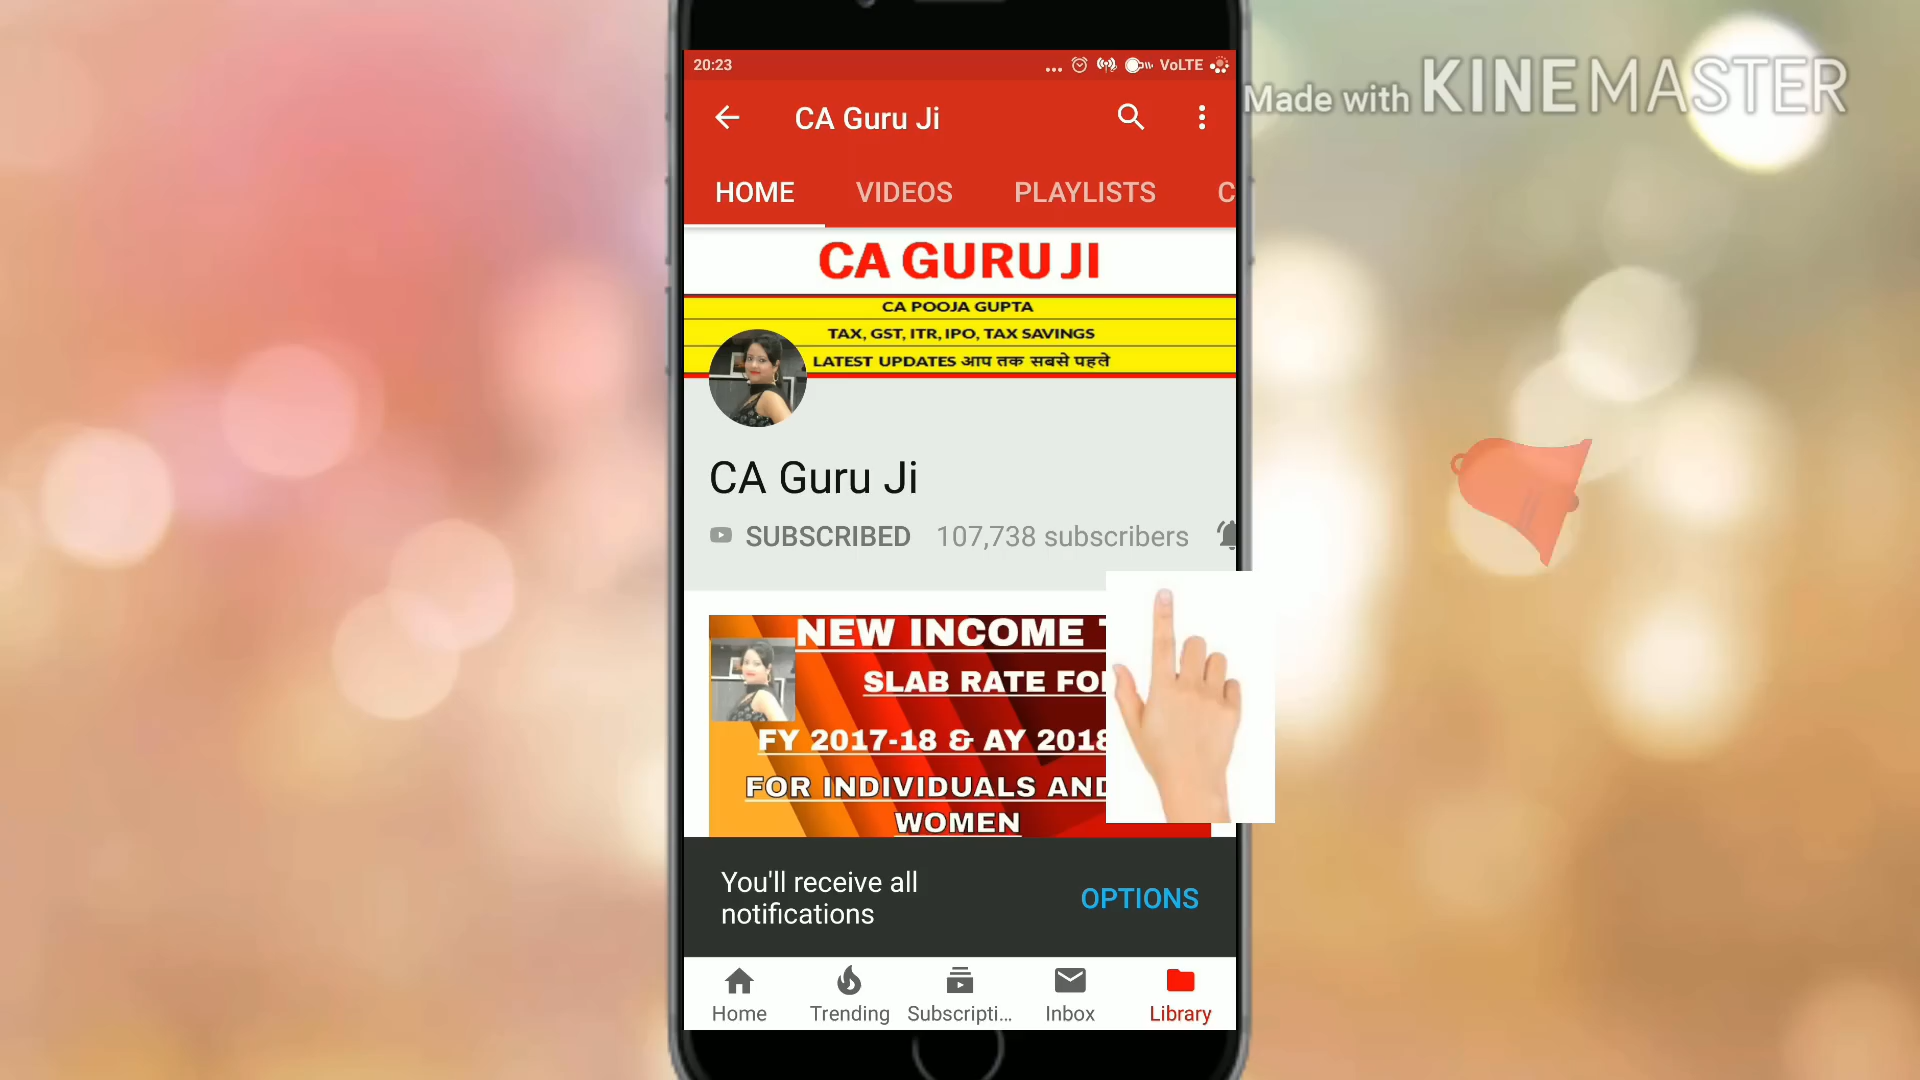 20:23
VoLTE
Made with KINEMASTER
CA Guru Ji
HOME VIDEOS PLAYLISTS C
CA GURU JI
CA POOJA GUPTA
TAX, GST, ITR, IPO, TAX SAVINGS
LATEST UPDATES आप तक सबसे पहले
CA Guru Ji
SUBSCRIBED 107,738 subscribers
NEW INCOME
SLAB RATE FOR
FY 2017-18 & AY 2018
FOR INDIVIDUALS AND
WOMEN
You'll receive all
notifications
OPTIONS
Home Trending Subscripti... Inbox Library